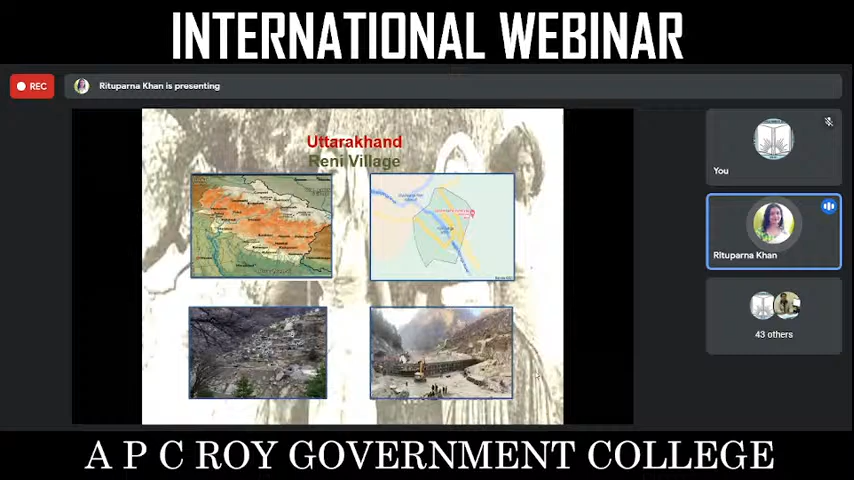 INTERNATIONAL WEBINAR
REC
Rituparna Khan is presenting
Uttarakhand
Reni Village
You
Rituparna Khan
43 others
A P C ROY GOVERNMENT COLLEGE